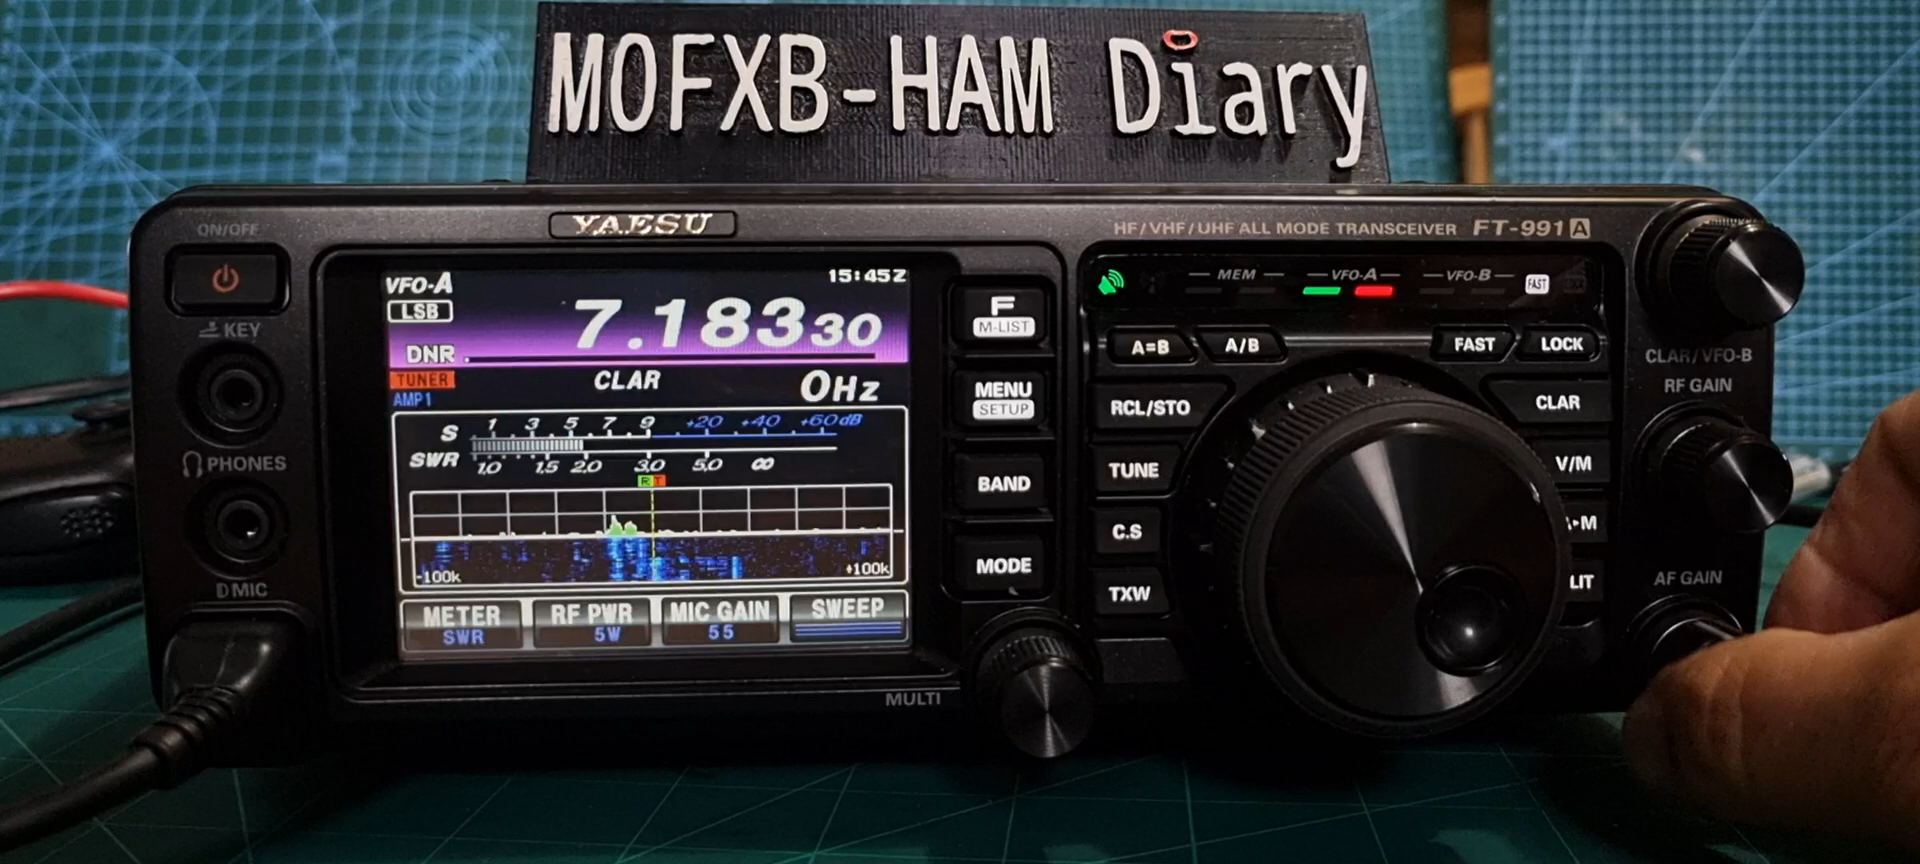 M0FXB-HAM Diary
YAESU
HF/VHF/UHF ALL MODE TRANSCEIVER FT-991A
ON/OFF
KEY
PHONES
D MIC
VFO-A
15:45Z
LSB
7.183 30
DNR
TUNER
CLAR
0Hz
AMP1
S 1 3 5 7 9 +20 +40 +60dB
SWR 1.0 1.5 2.0 3.0 5.0 ∞
R T
-100k
+100k
METER
SWR
RF PWR
5W
MIC GAIN
55
SWEEP
F
M-LIST
MENU
SETUP
BAND
MODE
MULTI
MEM
VFO-A
VFO-B
FAST
A=B
A/B
FAST
LOCK
RCL/STO
CLAR
TUNE
V/M
C.S
▸M
TXW
LIT
CLAR/VFO-B
RF GAIN
AF GAIN